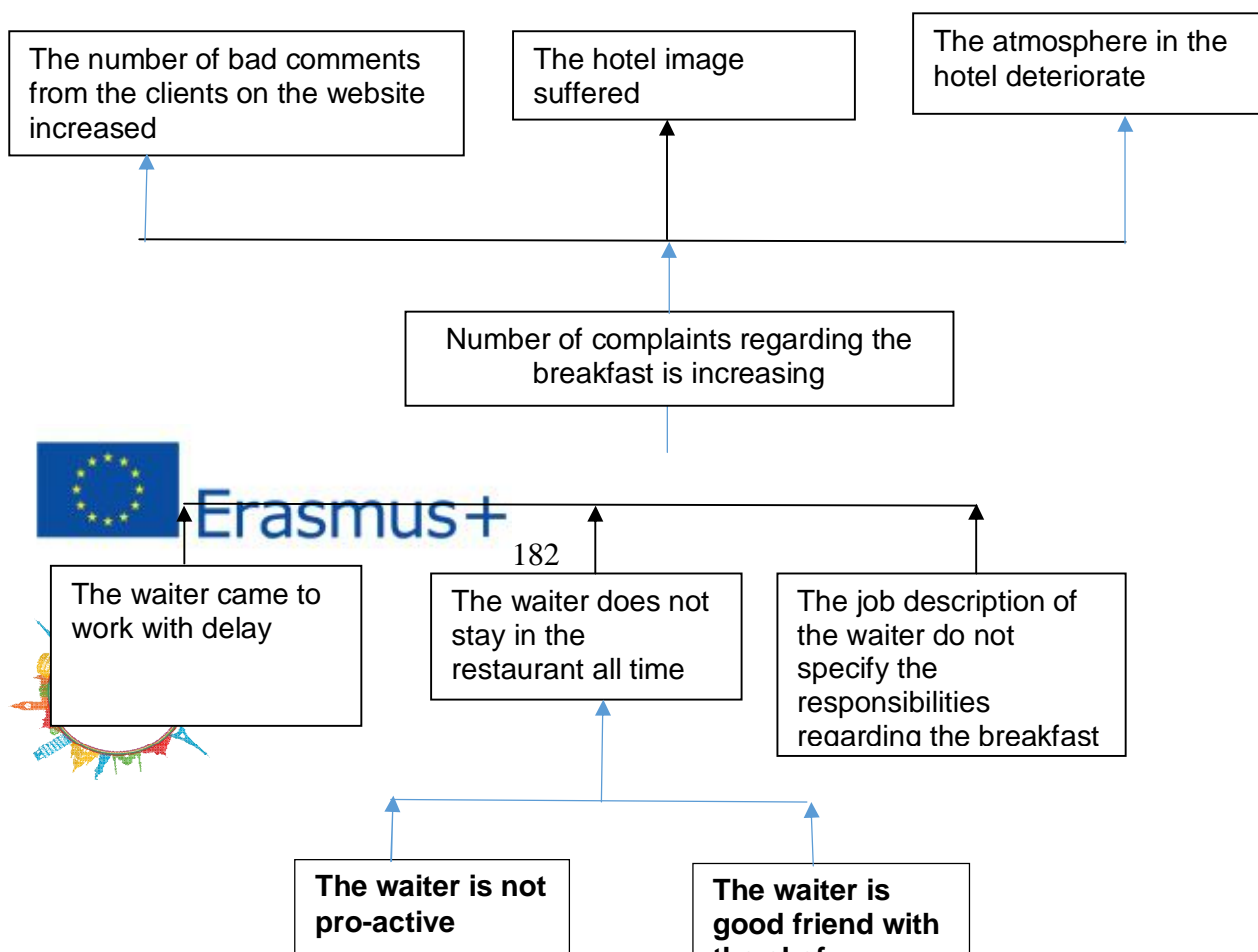 The number of bad comments
from the clients on the website
increased
The hotel image
suffered
The atmosphere in the
hotel deteriorate
Number of complaints regarding the
breakfast is increasing
Erasmus+
182
The waiter came to
work with delay
The waiter does not
stay in the
restaurant all time
The job description of
the waiter do not
specify the
responsibilities
regarding the breakfast
The waiter is not
pro-active
The waiter is
good friend with